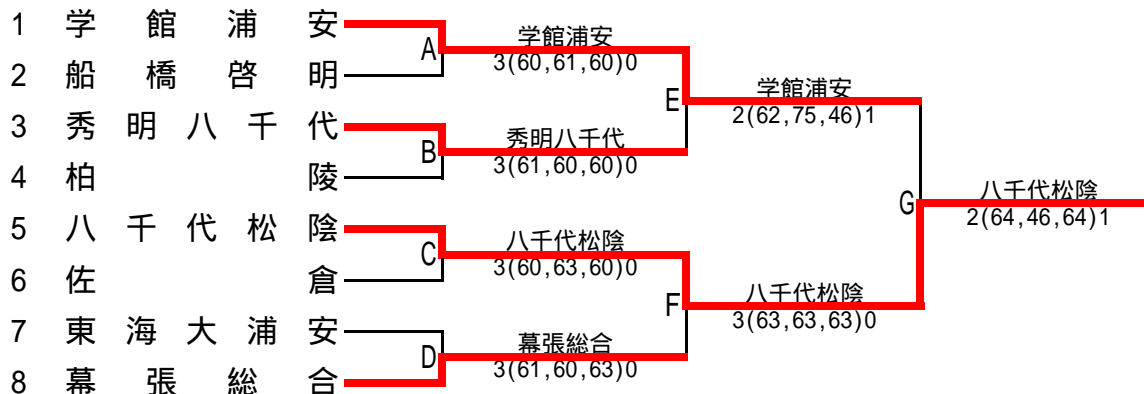 1 学館浦安
2 船橋啓明
3 秀明八千代
4 柏陵
5 八千代松陰
6 佐倉
7 東海大浦安
8 幕張総合
A
学館浦安
3(60,61,60)0
B
秀明八千代
3(61,60,60)0
C
八千代松陰
3(60,63,60)0
D
幕張総合
3(61,60,63)0
E
学館浦安
2(62,75,46)1
F
八千代松陰
3(63,63,63)0
G
八千代松陰
2(64,46,64)1